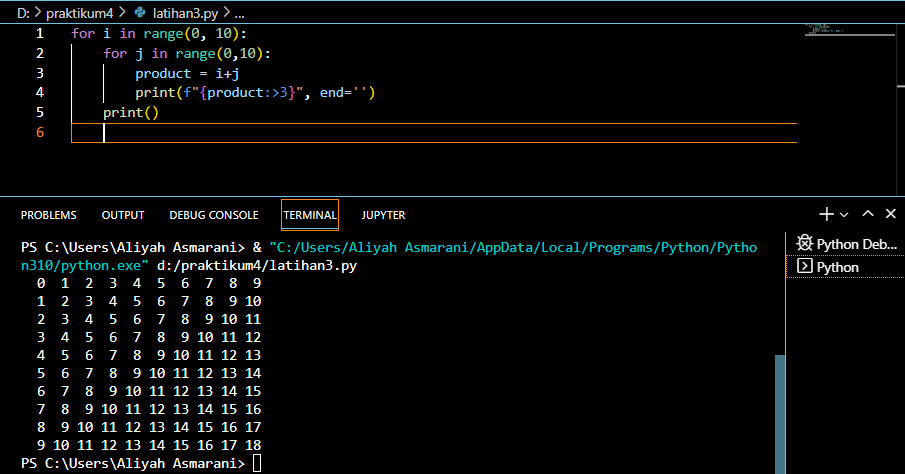 D: > praktikum4 > latihan3.py > ...
1 for i in range(0, 10):
2     for j in range(0,10):
3         product = i+j
4         print(f"{product:>3}", end='')
5     print()
6
PROBLEMS OUTPUT DEBUG CONSOLE TERMINAL JUPYTER
PS C:\Users\Aliyah Asmarani> & "C:/Users/Aliyah Asmarani/AppData/Local/Programs/Python/Pytho
n310/python.exe" d:/praktikum4/latihan3.py
  0  1  2  3  4  5  6  7  8  9
  1  2  3  4  5  6  7  8  9 10
  2  3  4  5  6  7  8  9 10 11
  3  4  5  6  7  8  9 10 11 12
  4  5  6  7  8  9 10 11 12 13
  5  6  7  8  9 10 11 12 13 14
  6  7  8  9 10 11 12 13 14 15
  7  8  9 10 11 12 13 14 15 16
  8  9 10 11 12 13 14 15 16 17
  9 10 11 12 13 14 15 16 17 18
PS C:\Users\Aliyah Asmarani>
Python Deb...
Python